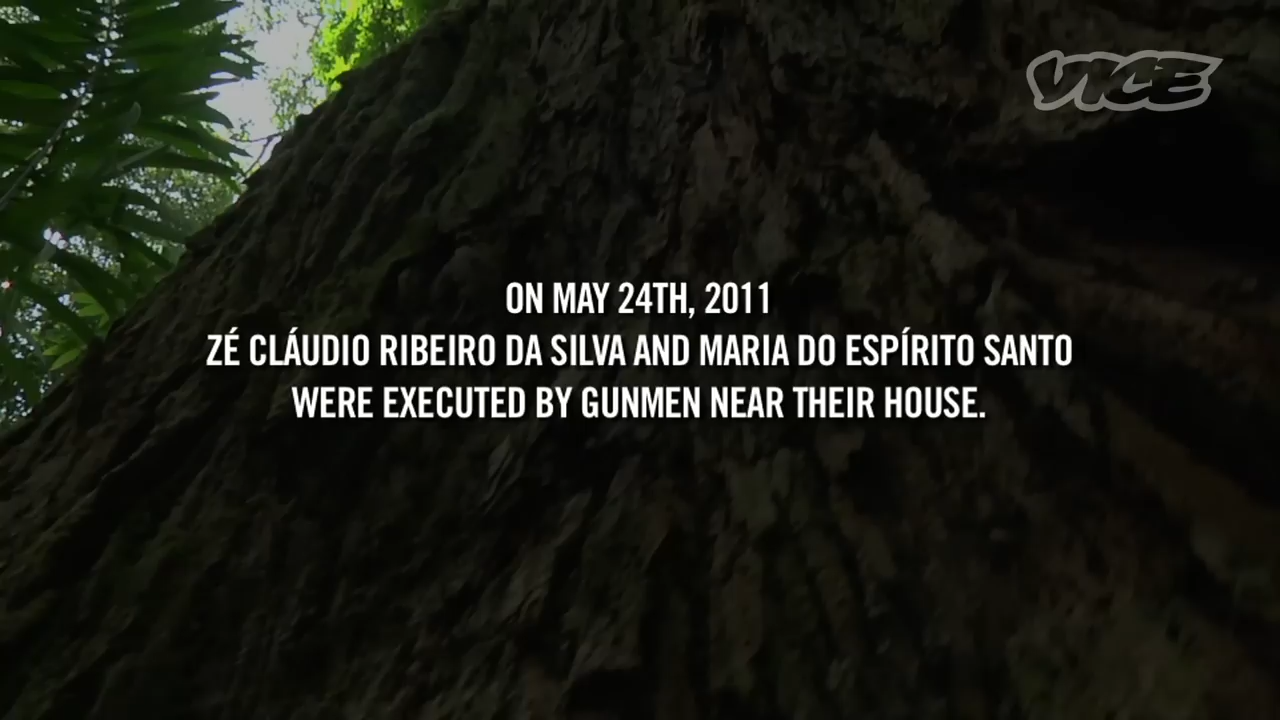 VICE
ON MAY 24TH, 2011
ZÉ CLÁUDIO RIBEIRO DA SILVA AND MARIA DO ESPÍRITO SANTO
WERE EXECUTED BY GUNMEN NEAR THEIR HOUSE.